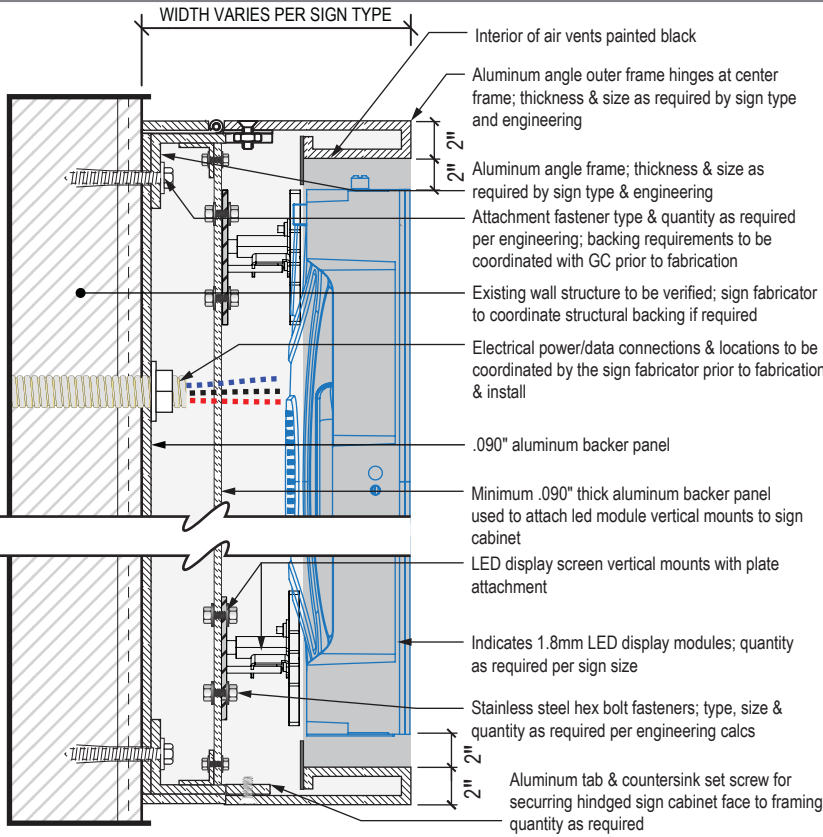 WIDTH VARIES PER SIGN TYPE
Interior of air vents painted black
Aluminum angle outer frame hinges at center
frame; thickness & size as required by sign type
and engineering
2"
2"
Aluminum angle frame; thickness & size as
required by sign type & engineering
Attachment fastener type & quantity as required
per engineering; backing requirements to be
coordinated with GC prior to fabrication
Existing wall structure to be verified; sign fabricator
to coordinate structural backing if required
Electrical power/data connections & locations to be
coordinated by the sign fabricator prior to fabrication
& install
.090" aluminum backer panel
Minimum .090" thick aluminum backer panel
used to attach led module vertical mounts to sign
cabinet
LED display screen vertical mounts with plate
attachment
Indicates 1.8mm LED display modules; quantity
as required per sign size
Stainless steel hex bolt fasteners; type, size &
quantity as required per engineering calcs
2"
2"
Aluminum tab & countersink set screw for
securring hindged sign cabinet face to framing
quantity as required